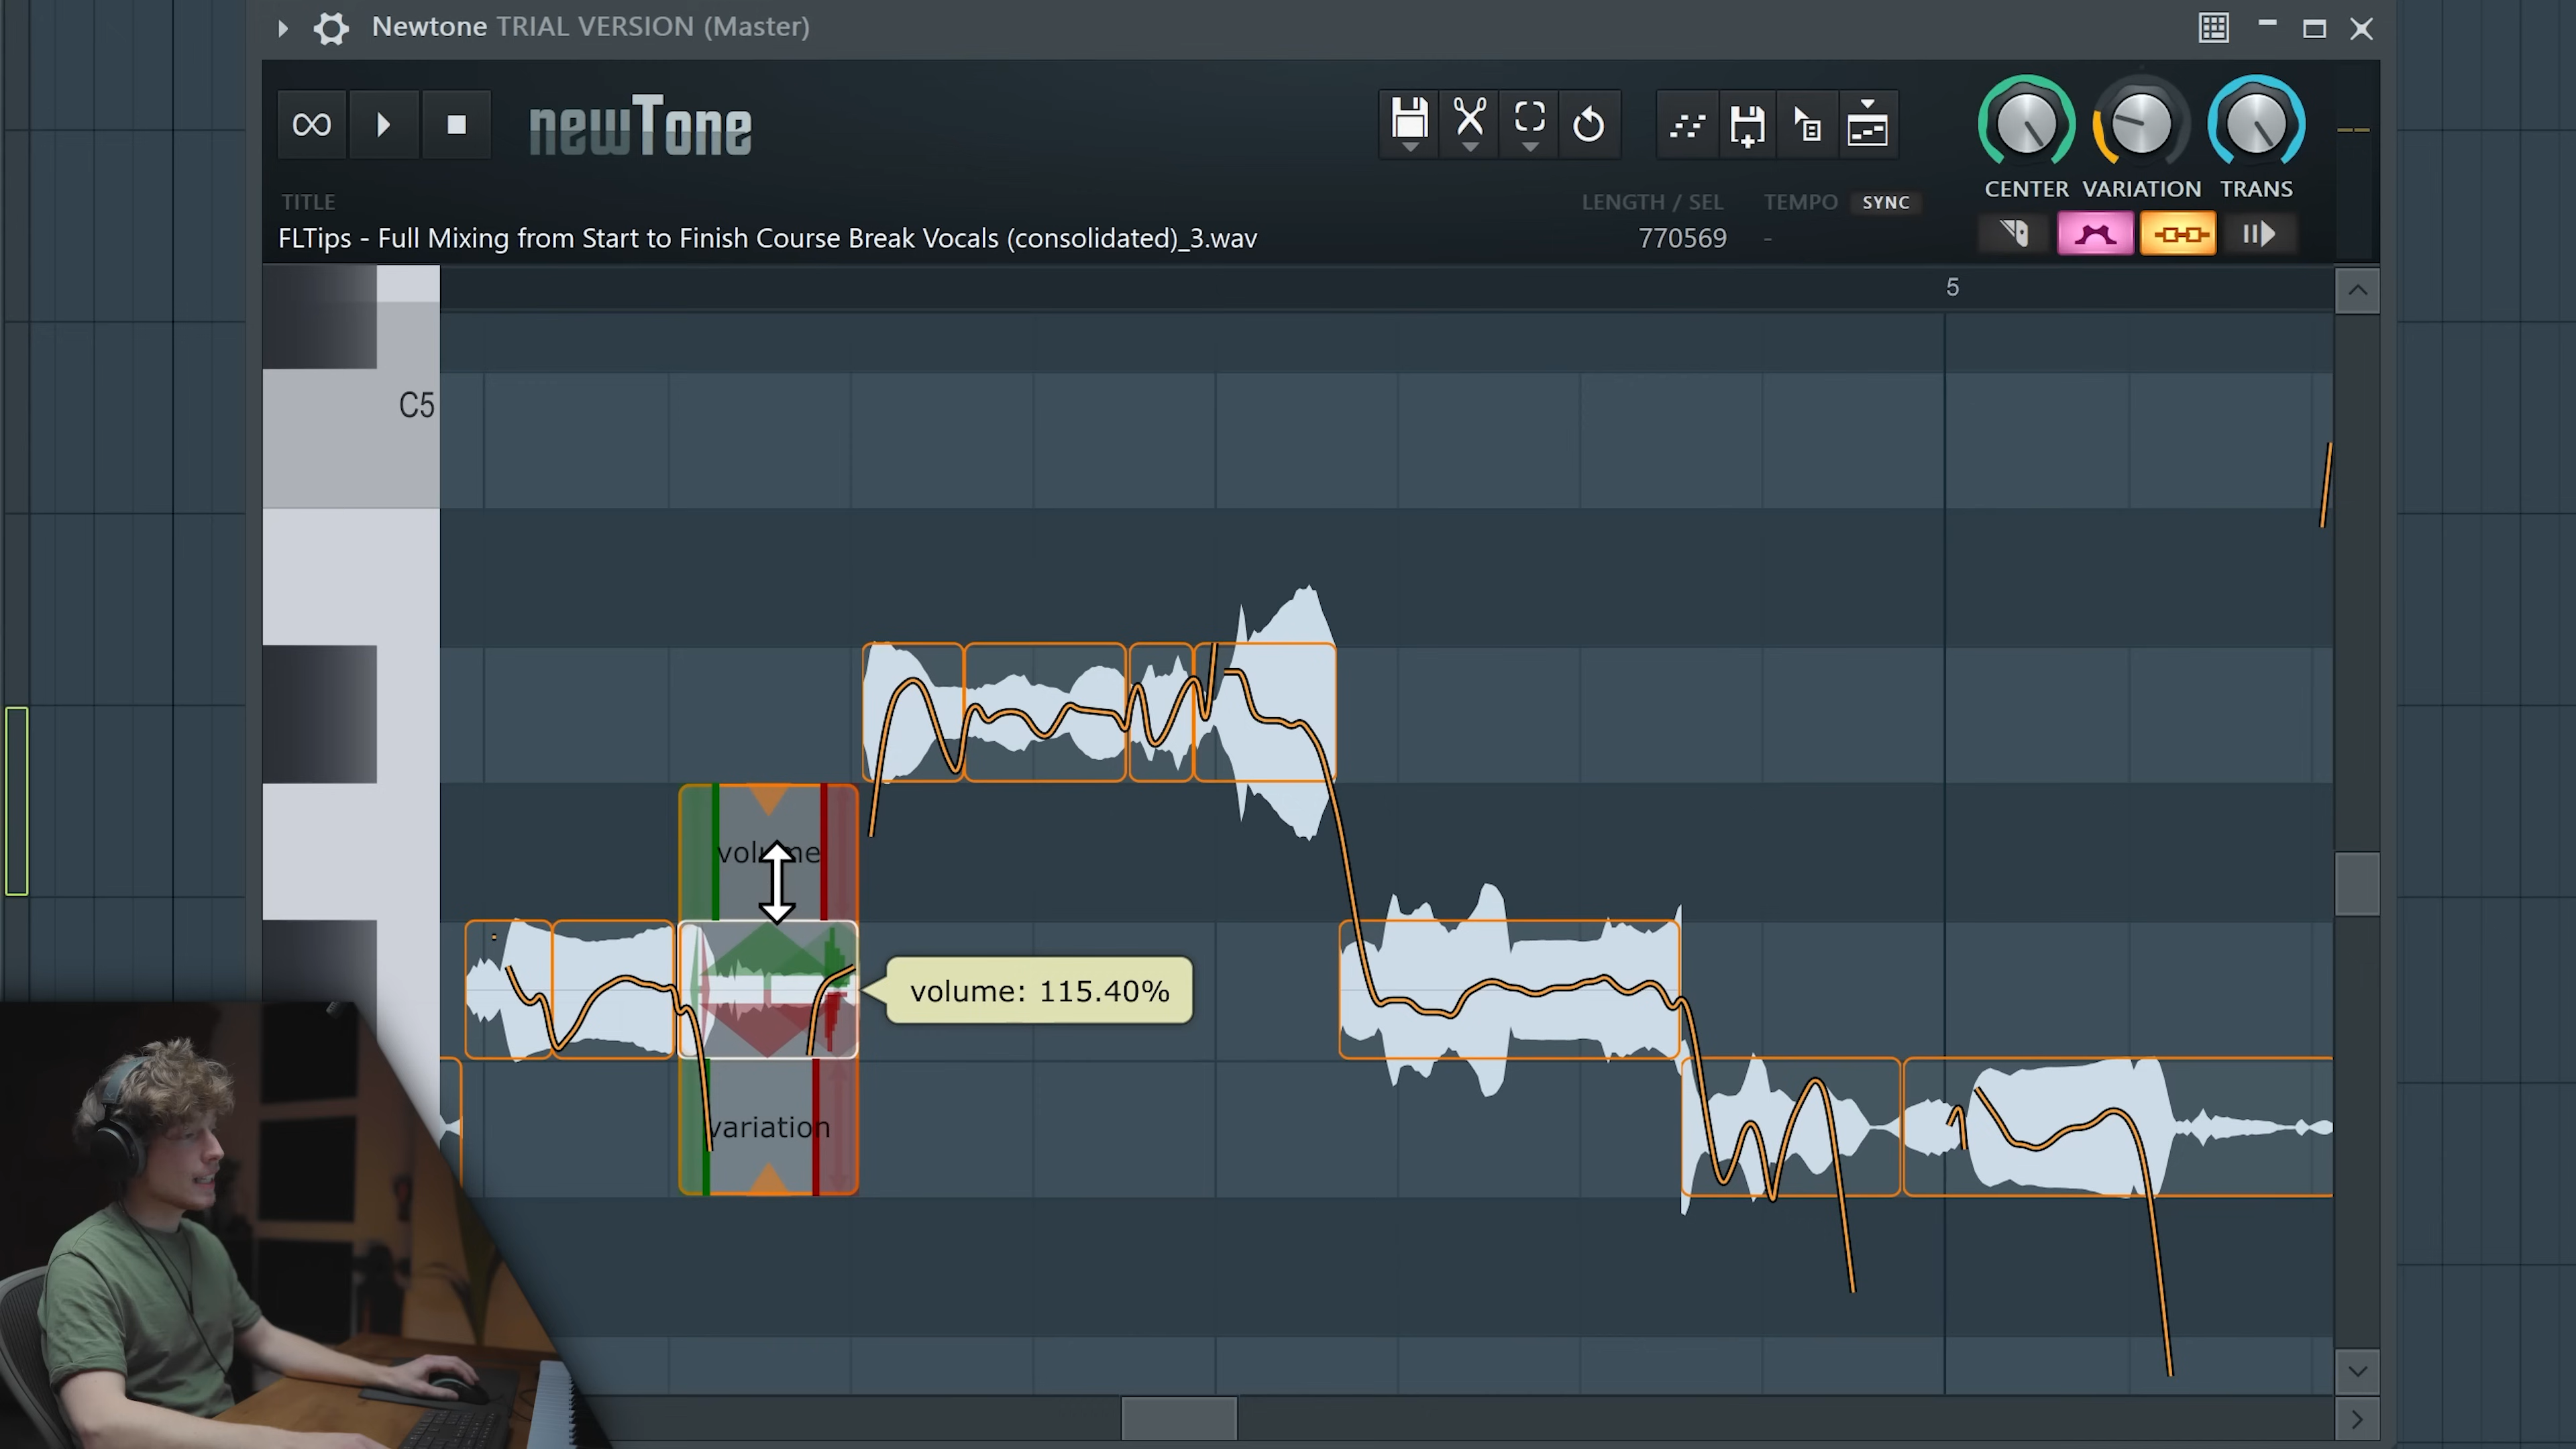 Newtone TRIAL VERSION (Master)
newTone
CENTER VARIATION TRANS
TITLE
LENGTH / SEL
TEMPO SYNC
FLTips - Full Mixing from Start to Finish Course Break Vocals (consolidated)_3.wav
770569
-
5
C5
volume
volume: 115.40%
variation